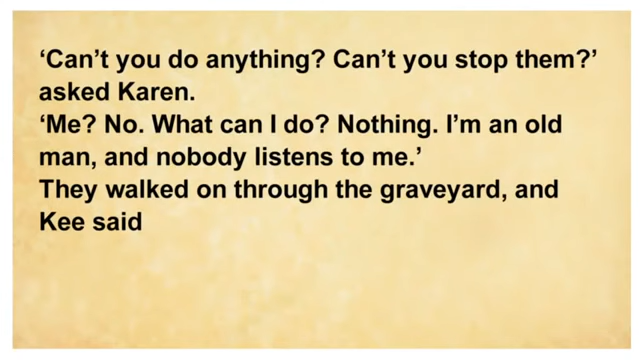 ‘Can’t you do anything? Can’t you stop them?’
asked Karen.
‘Me? No. What can I do? Nothing. I’m an old
man, and nobody listens to me.’
They walked on through the graveyard, and
Kee said